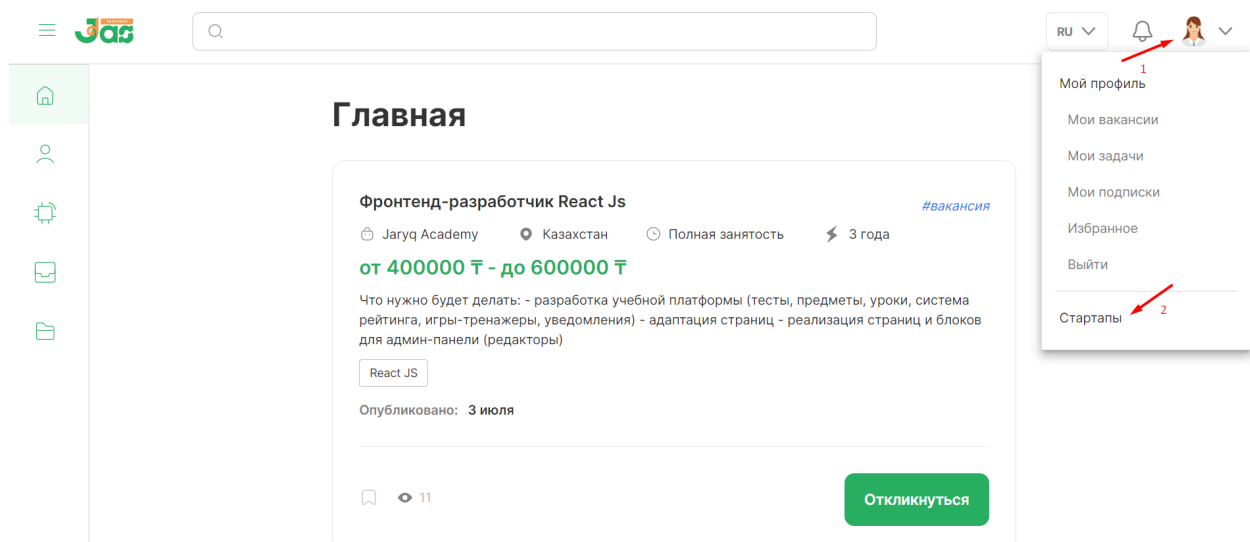 Jas
RU
1
Мой профиль
Мои вакансии
Мои задачи
Мои подписки
Избранное
Выйти
Стартапы
2
Главная
Фронтенд-разработчик React Js
#вакансия
Jaryq Academy Казахстан Полная занятость 3 года
от 400000 ₸ - до 600000 ₸
Что нужно будет делать: - разработка учебной платформы (тесты, предметы, уроки, система
рейтинга, игры-тренажеры, уведомления) - адаптация страниц - реализация страниц и блоков
для админ-панели (редакторы)
React JS
Опубликовано: 3 июля
11
Откликнуться